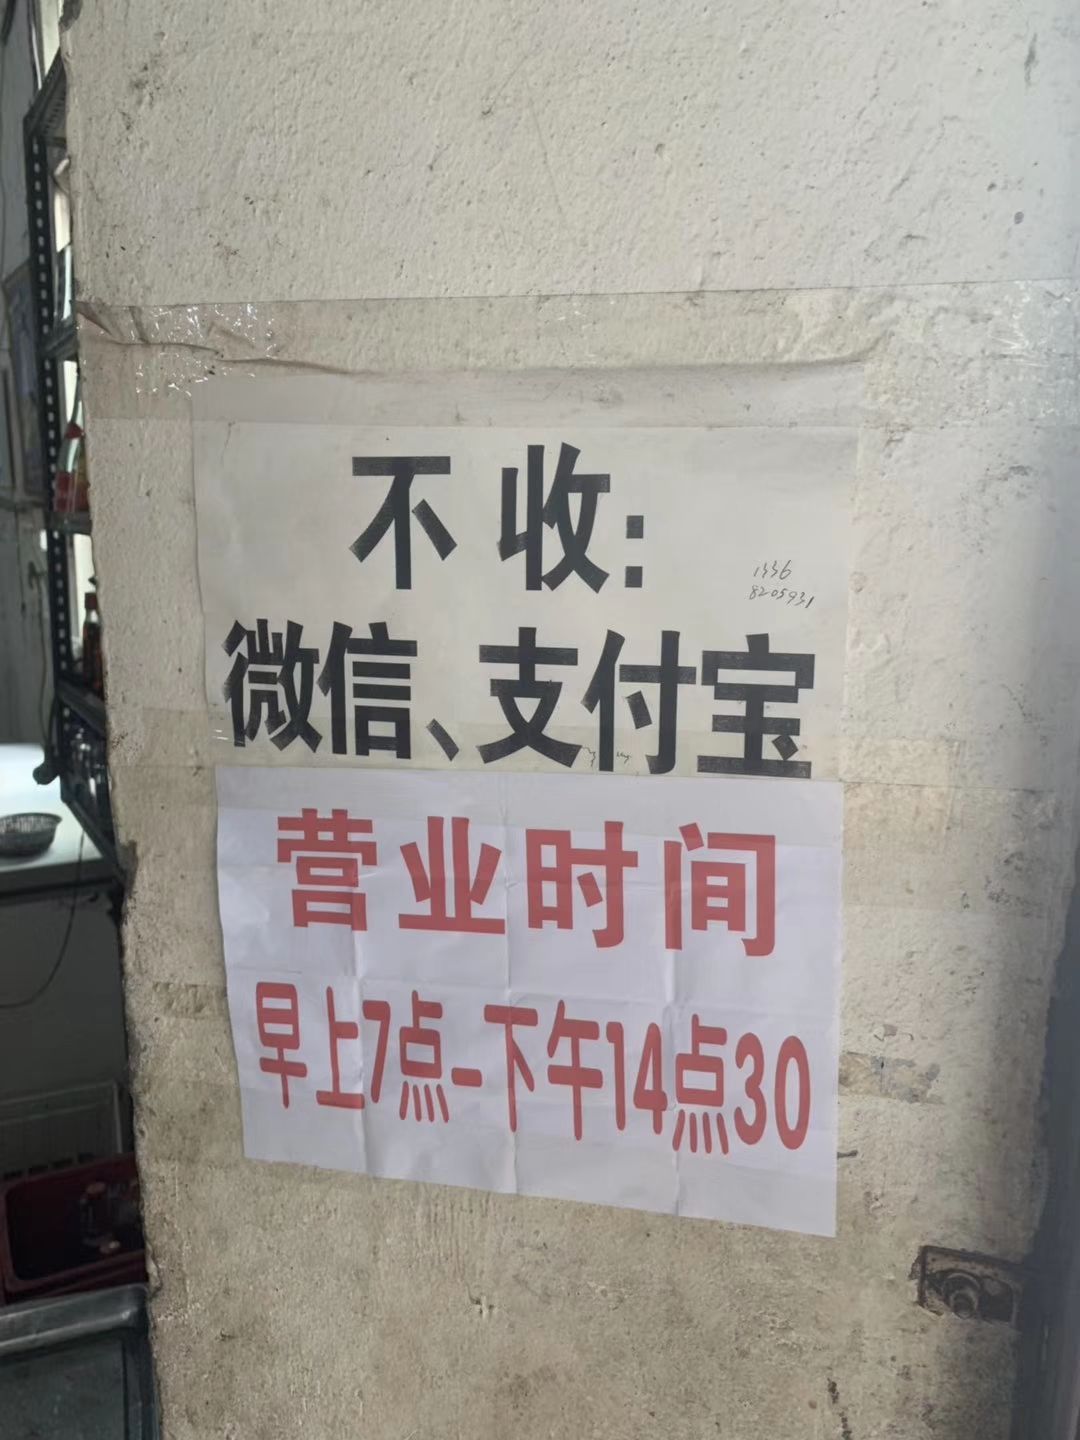 不收：
1336
8205931
微信、支付宝
营业时间
早上7点-下午14点30